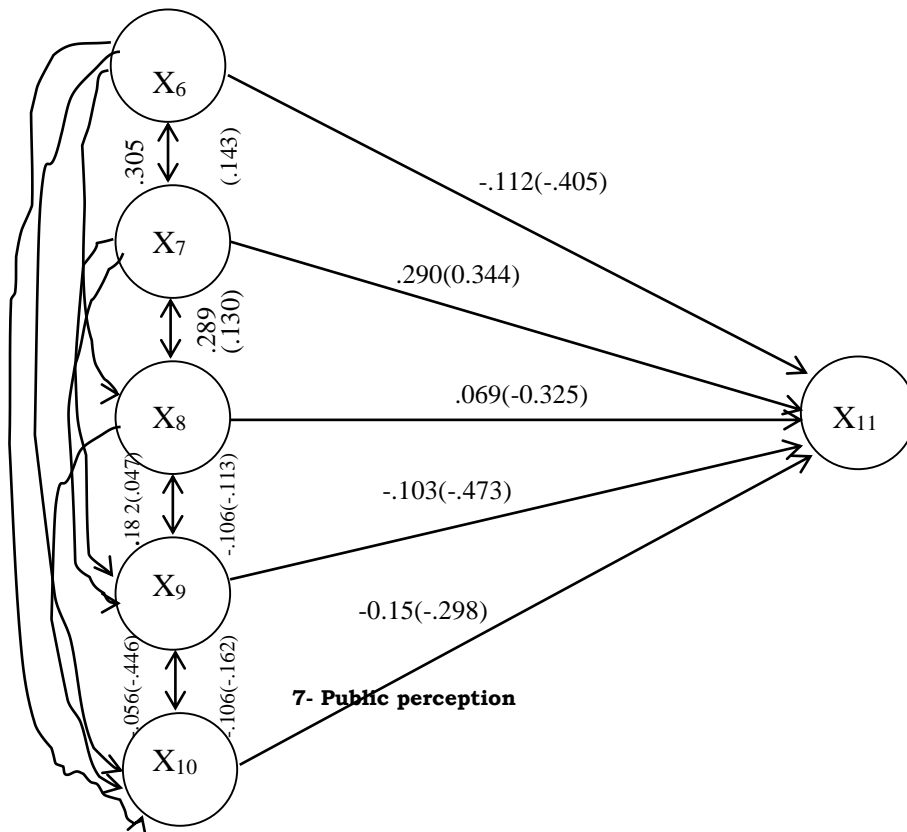 X6
.305
(.143)
-.112(-.405)
X7
.290(0.344)
.289
(.130)
X8
.069(-0.325)
X11
.18 2(.047)
-.106(-.113)
-.103(-.473)
X9
-0.15(-.298)
-.056(-.446)
-.106(-.162)
7- Public perception
X10